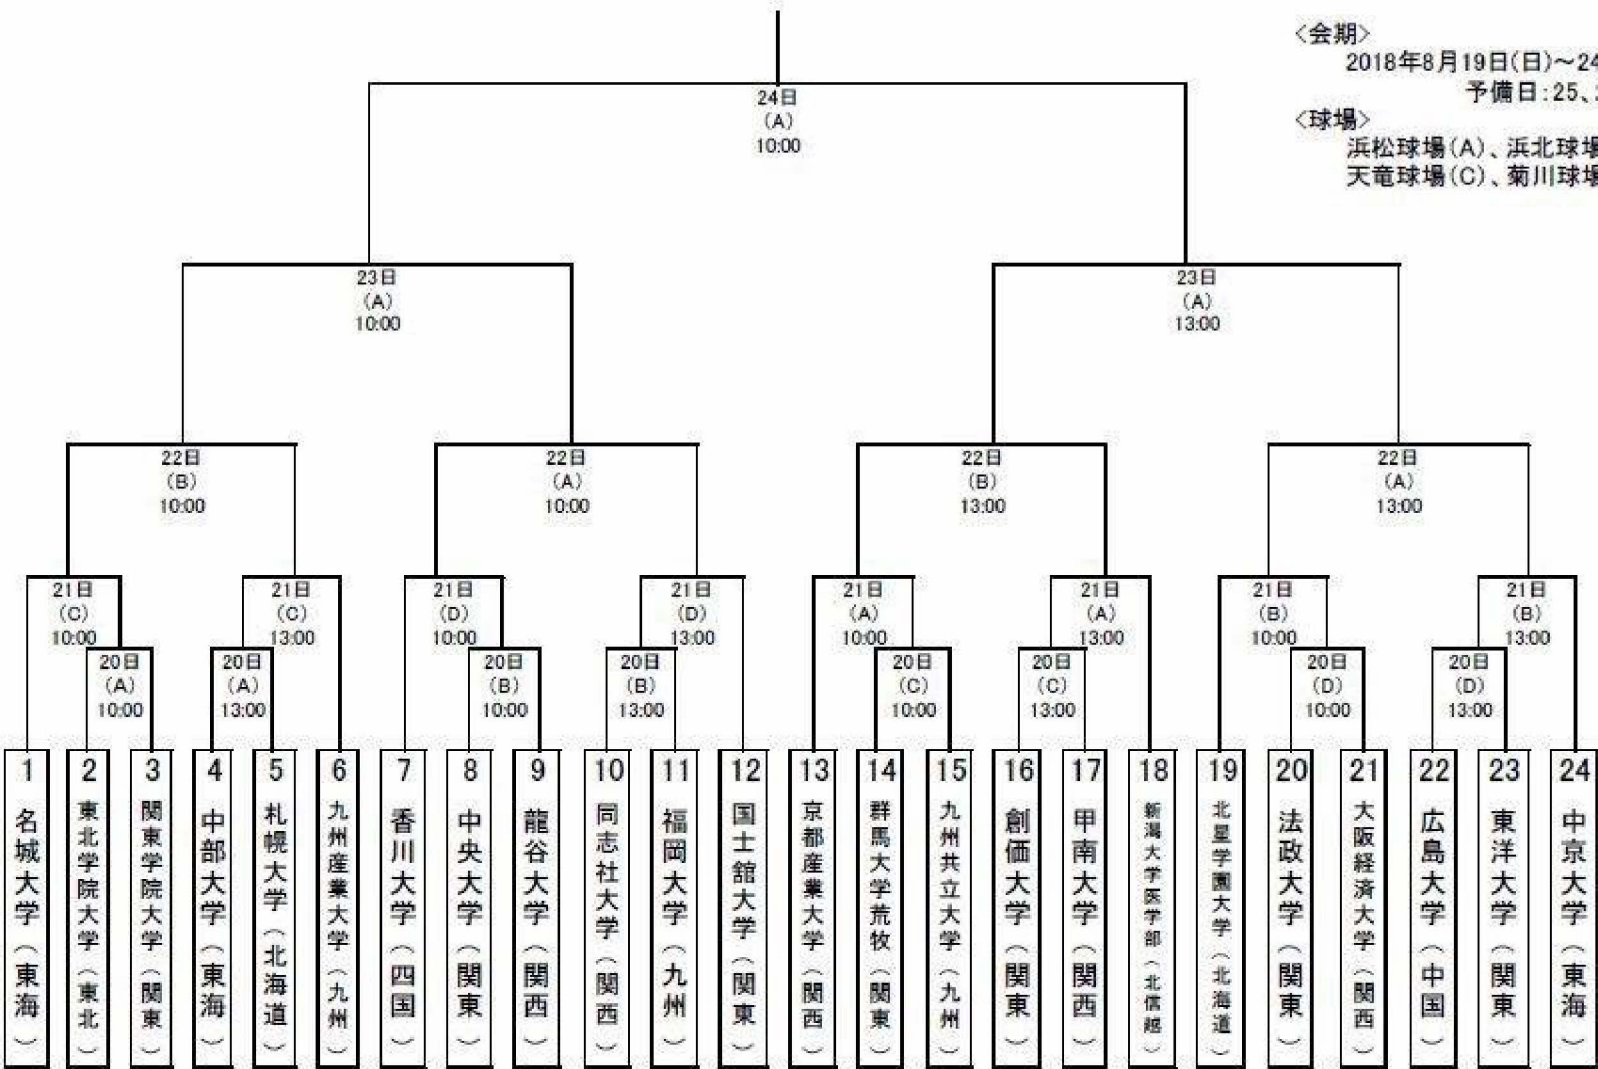 〈会期〉
2018年8月19日(日)～24
予備日:25、
〈球場〉
浜松球場(A)、浜北球場
天竜球場(C)、菊川球場
24日
(A)
10:00
23日
(A)
10:00
23日
(A)
13:00
22日
(B)
10:00
22日
(A)
10:00
22日
(B)
13:00
22日
(A)
13:00
21日
(C)
10:00
21日
(C)
13:00
21日
(D)
10:00
21日
(D)
13:00
21日
(A)
10:00
21日
(A)
13:00
21日
(B)
10:00
21日
(B)
13:00
20日
(A)
10:00
20日
(A)
13:00
20日
(B)
10:00
20日
(B)
13:00
20日
(C)
10:00
20日
(C)
13:00
20日
(D)
10:00
20日
(D)
13:00
1
名城大学(東海)
2
東北学院大学(東北)
3
関東学院大学(関東)
4
中部大学(東海)
5
札幌大学(北海道)
6
九州産業大学(九州)
7
香川大学(四国)
8
中央大学(関東)
9
龍谷大学(関西)
10
同志社大学(関西)
11
福岡大学(九州)
12
国士舘大学(関東)
13
京都産業大学(関西)
14
群馬大学荒牧(関東)
15
九州共立大学(九州)
16
創価大学(関東)
17
甲南大学(関西)
18
新潟大学医学部(北信越)
19
北星学園大学(北海道)
20
法政大学(関東)
21
大阪経済大学(関西)
22
広島大学(中国)
23
東洋大学(関東)
24
中京大学(東海)